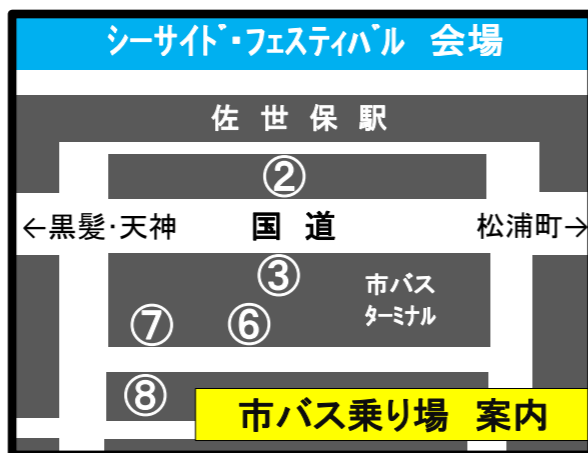 シーサイド・フェスティバル 会場
佐世保駅
②
←黒髪・天神 国道 松浦町→
③
市バス
ターミナル
⑦ ⑥
⑧
市バス乗り場 案内